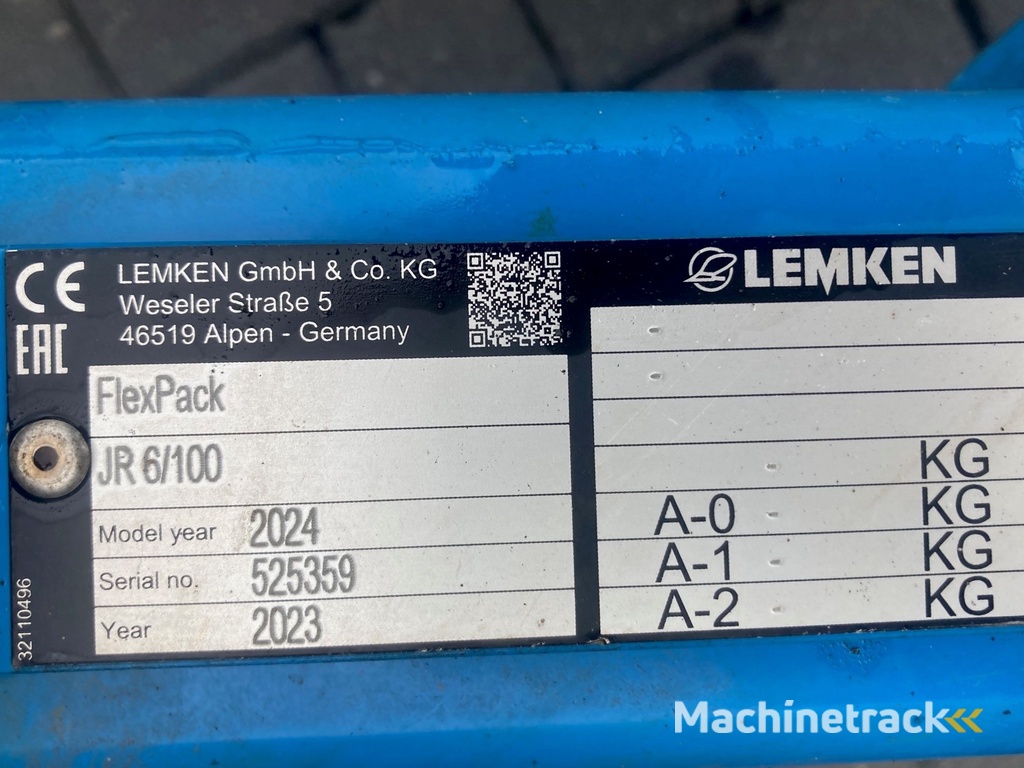 CE
EAC
LEMKEN GmbH & Co. KG
Weseler Straße 5
46519 Alpen - Germany
LEMKEN
FlexPack
JR 6/100
Model year 2024
Serial no. 525359
Year 2023
32110496
-
-
- KG
A-0 - KG
A-1 - KG
A-2 - KG
Machinetrack